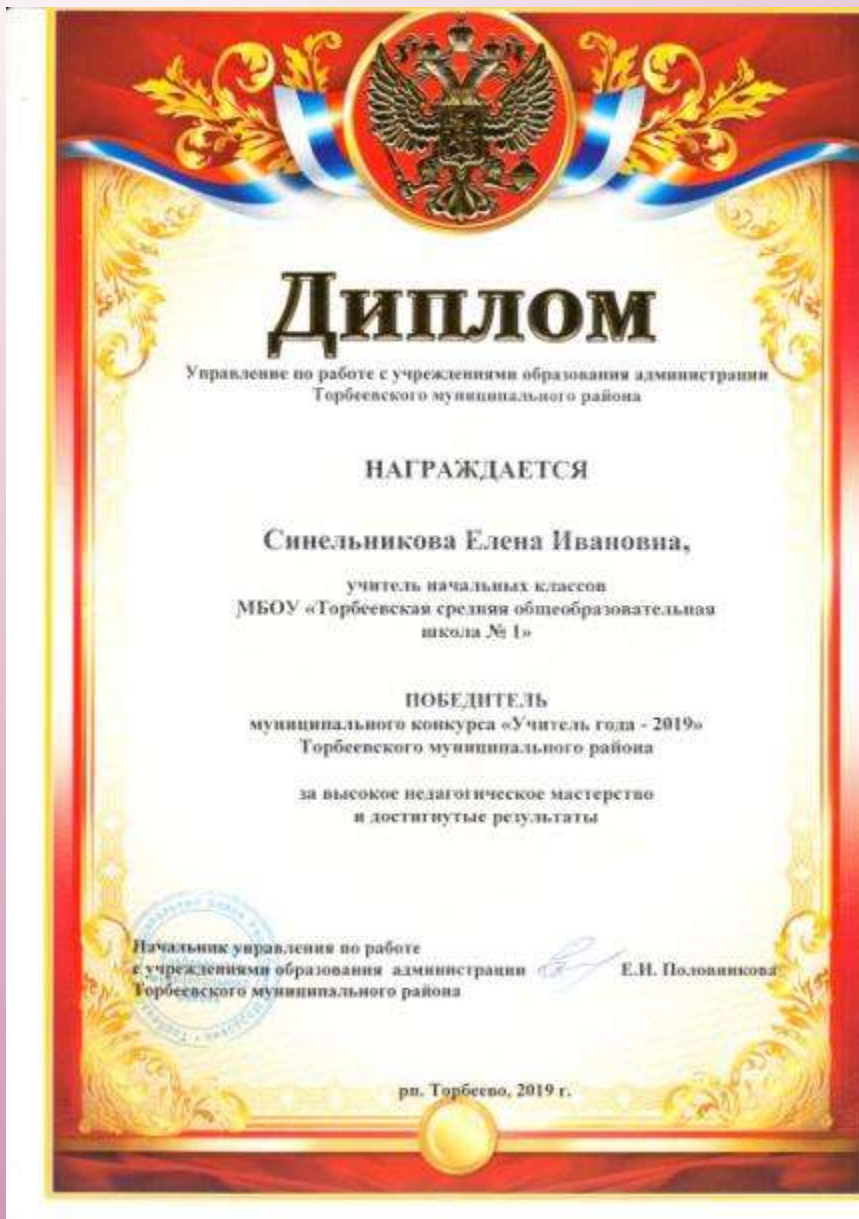 Диплом
Управление по работе с учреждениями образования администрации
Торбеевского муниципального района
НАГРАЖДАЕТСЯ
Синельникова Елена Ивановна,
учитель начальных классов
МБОУ «Торбеевская средняя общеобразовательная
школа № 1»
ПОБЕДИТЕЛЬ
муниципального конкурса «Учитель года - 2019»
Торбеевского муниципального района
за высокое педагогическое мастерство
и достигнутые результаты
Начальник управления по работе
с учреждениями образования администрации
Торбеевского муниципального района
Е.И. Половникова
рп. Торбеево, 2019 г.